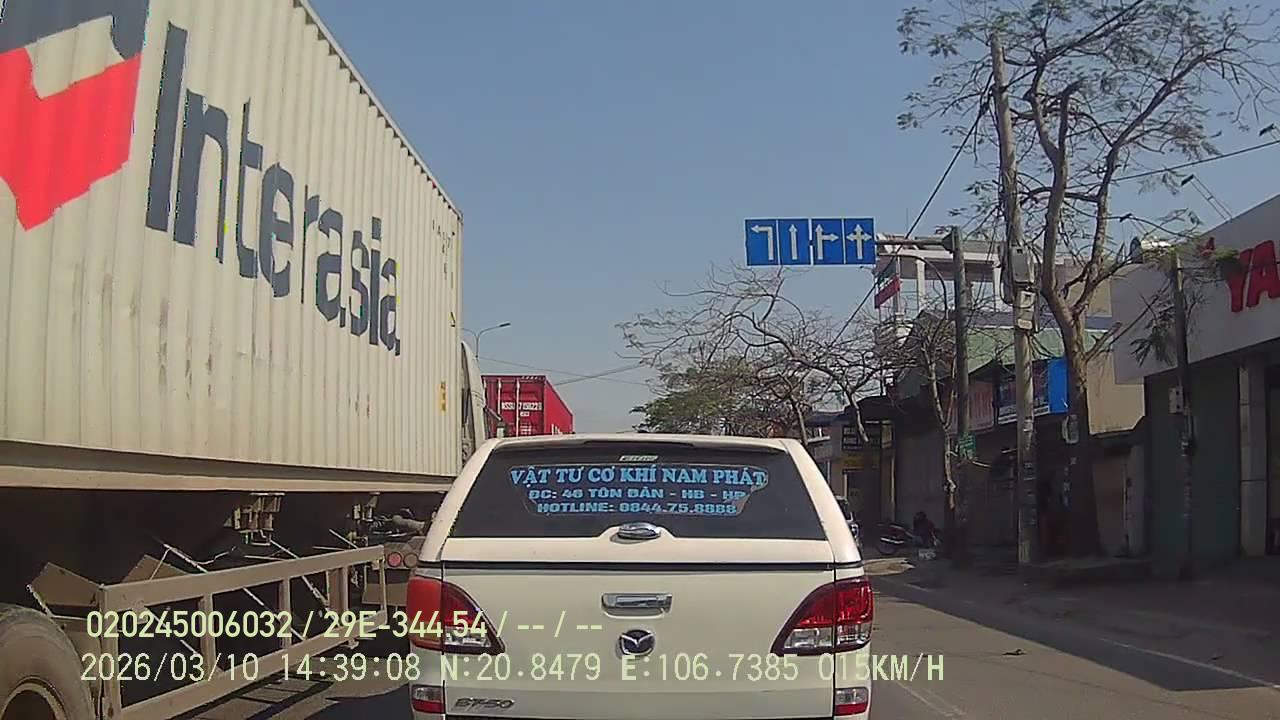 Interasia
YA
VẬT TƯ CƠ KHÍ NAM PHÁT
ĐC: 46 TÔN ĐẢN - HB - HP
HOTLINE: 0844.75.8888
BT-50
020245006032 / 29E-344.54 / -- / --
2026/03/10 14:39:08 N:20.8479 E:106.7385 015KM/H